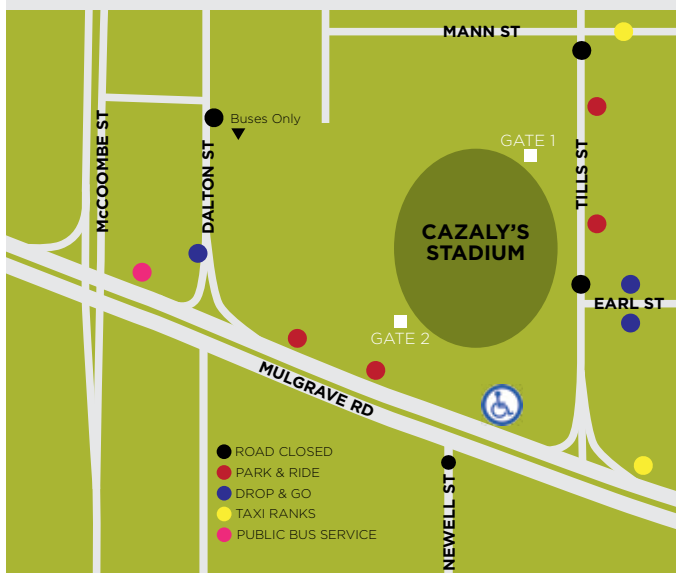 MANN ST
McCOOMBE ST
Buses Only
DALTON ST
GATE 1
TILLS ST
CAZALY'S
STADIUM
EARL ST
GATE 2
MULGRAVE RD
ROAD CLOSED
PARK & RIDE
DROP & GO
TAXI RANKS
PUBLIC BUS SERVICE
NEWELL ST